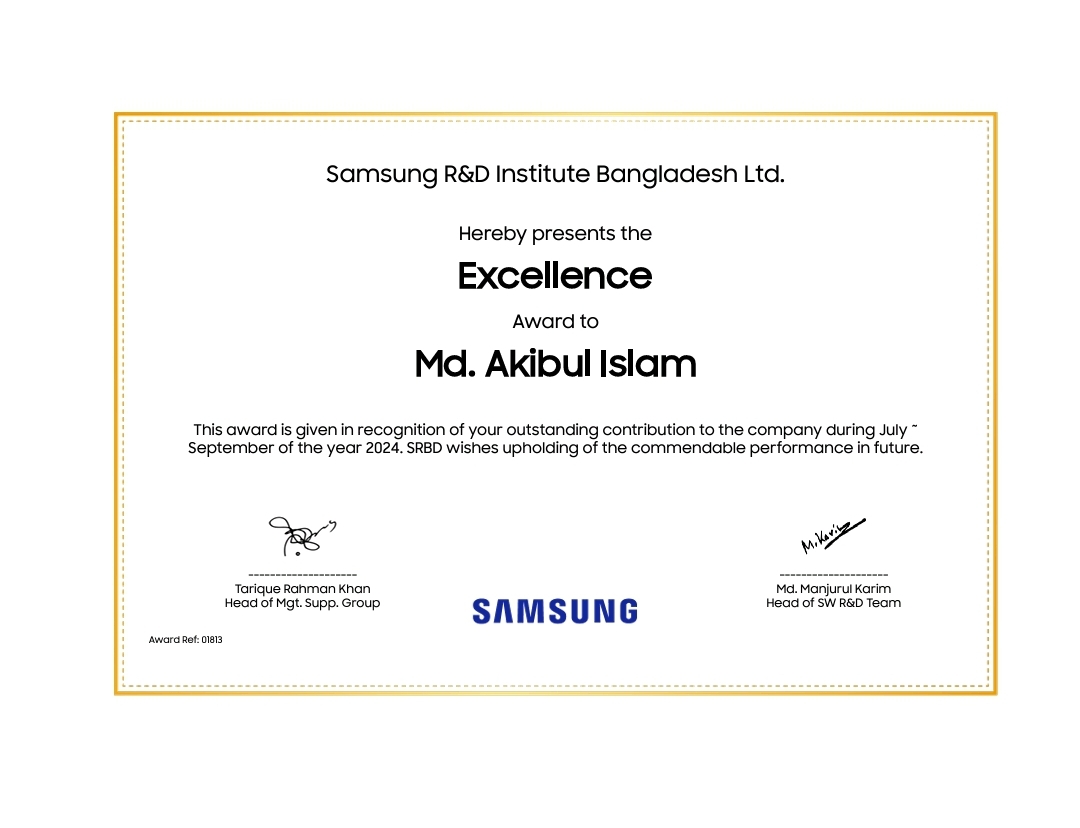 Samsung R&D Institute Bangladesh Ltd.
Hereby presents the
Excellence
Award to
Md. Akibul Islam
This award is given in recognition of your outstanding contribution to the company during July ~
September of the year 2024. SRBD wishes upholding of the commendable performance in future.
M.Karim
--------------------
Tarique Rahman Khan
Head of Mgt. Supp. Group
--------------------
Md. Manjurul Karim
Head of SW R&D Team
SAMSUNG
Award Ref: 01813